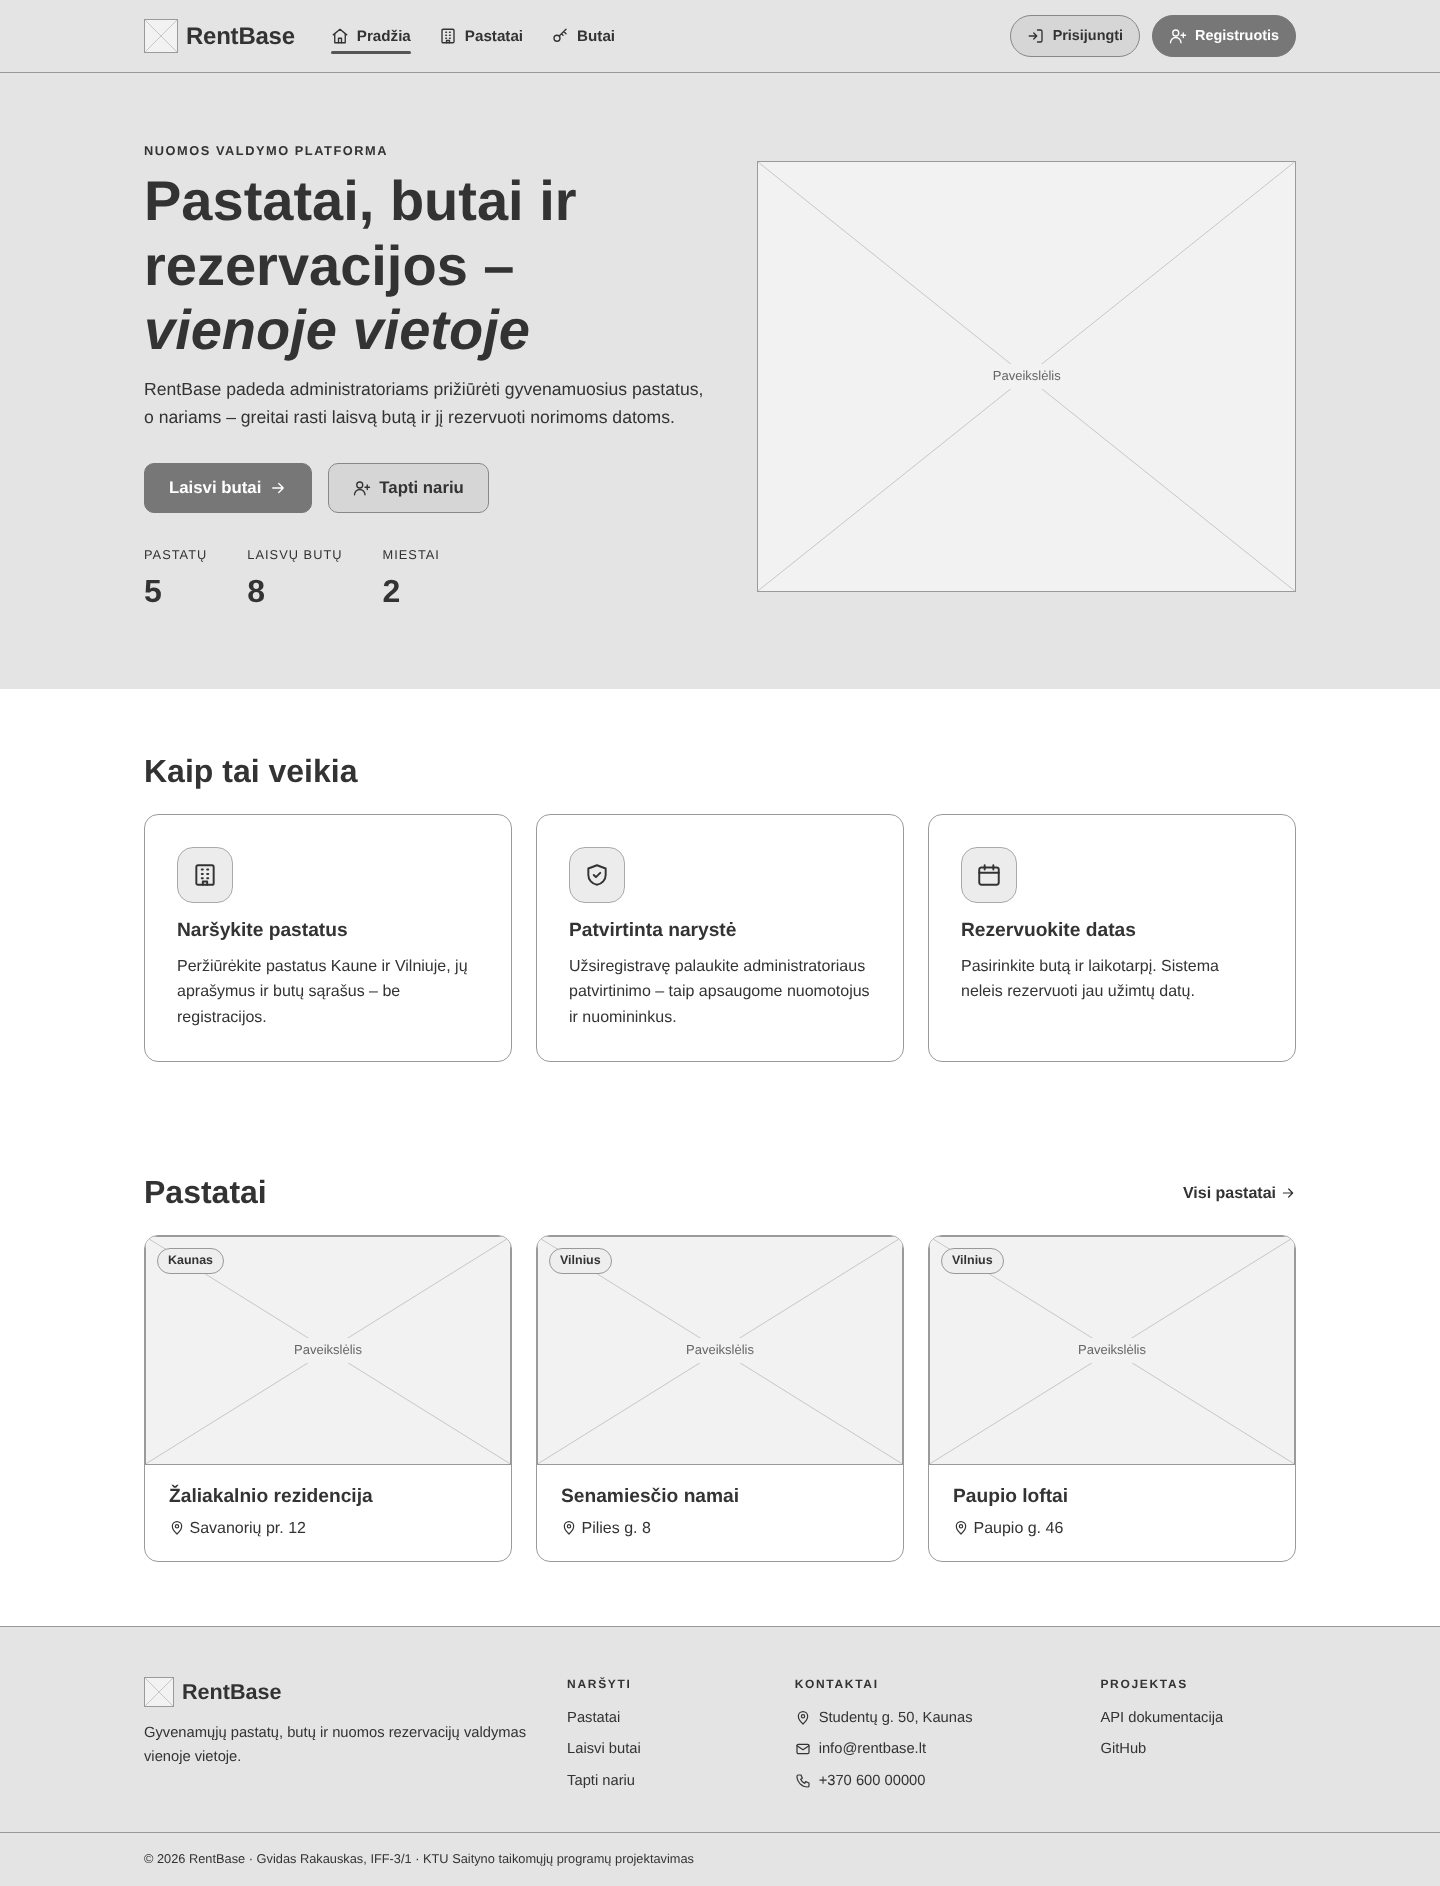 RentBase
Pradžia
Pastatai
Butai
Prisijungti
Registruotis
NUOMOS VALDYMO PLATFORMA
Pastatai, butai ir
rezervacijos –
vienoje vietoje
RentBase padeda administratoriams prižiūrėti gyvenamuosius pastatus,
o nariams – greitai rasti laisvą butą ir jį rezervuoti norimoms datoms.
Laisvi butai
Tapti nariu
PASTATŲ
LAISVŲ BUTŲ
MIESTAI
5
8
2
Paveikslėlis
Kaip tai veikia
Naršykite pastatus
Peržiūrėkite pastatus Kaune ir Vilniuje, jų
aprašymus ir butų sąrašus – be
registracijos.
Patvirtinta narystė
Užsiregistravę palaukite administratoriaus
patvirtinimo – taip apsaugome nuomotojus
ir nuomininkus.
Rezervuokite datas
Pasirinkite butą ir laikotarpį. Sistema
neleis rezervuoti jau užimtų datų.
Pastatai
Visi pastatai
Kaunas
Paveikslėlis
Žaliakalnio rezidencija
Savanorių pr. 12
Vilnius
Paveikslėlis
Senamiesčio namai
Pilies g. 8
Vilnius
Paveikslėlis
Paupio loftai
Paupio g. 46
RentBase
Gyvenamųjų pastatų, butų ir nuomos rezervacijų valdymas
vienoje vietoje.
NARŠYTI
Pastatai
Laisvi butai
Tapti nariu
KONTAKTAI
Studentų g. 50, Kaunas
info@rentbase.lt
+370 600 00000
PROJEKTAS
API dokumentacija
GitHub
© 2026 RentBase · Gvidas Rakauskas, IFF-3/1 · KTU Saityno taikomųjų programų projektavimas